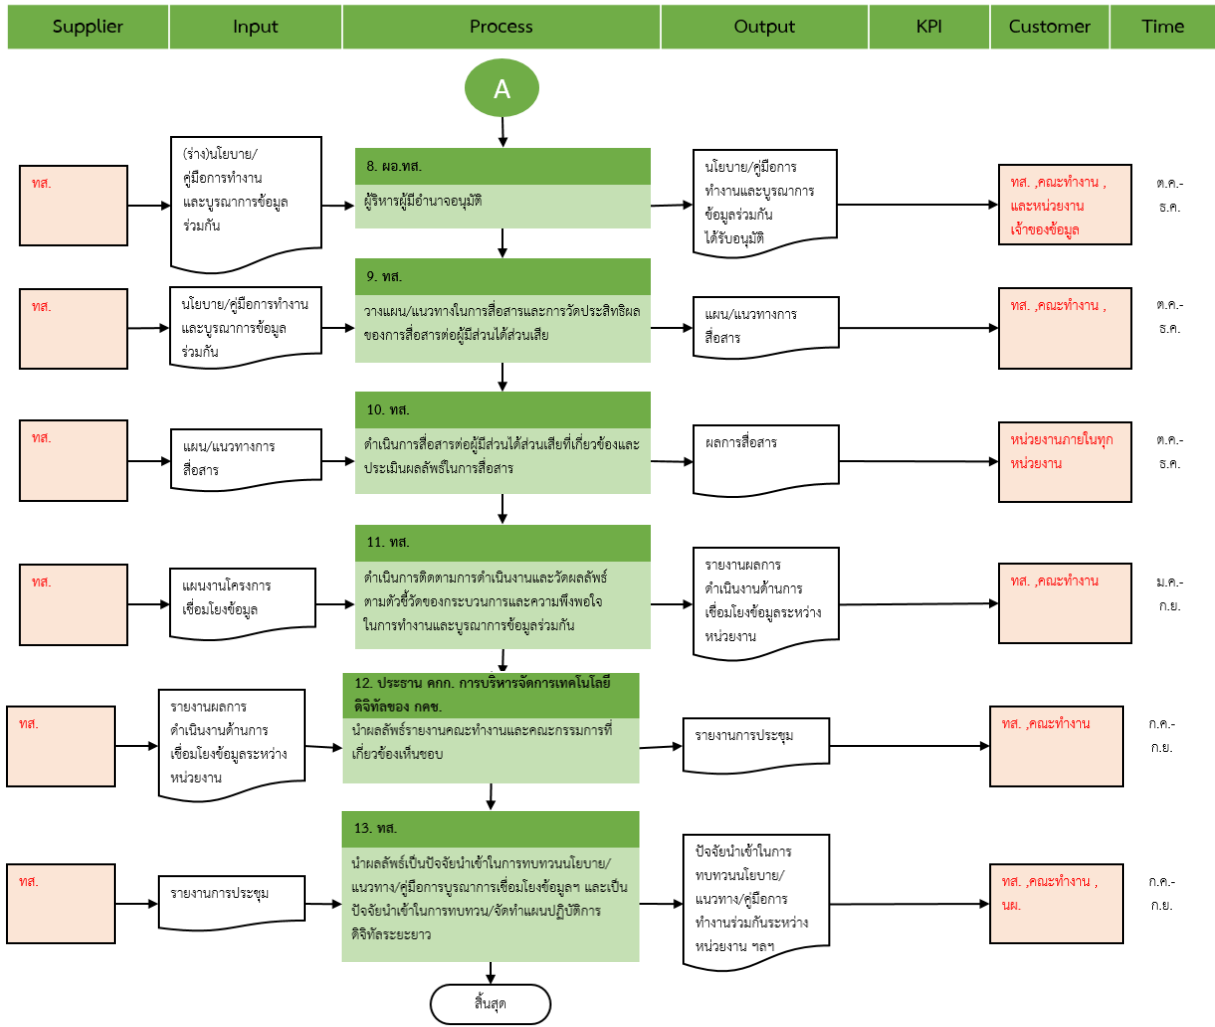 Supplier
Input
Process
Output
KPI
Customer
Time
A
ทส.
(ร่าง)นโยบาย/
คู่มือการทำงาน
และบูรณาการข้อมูล
ร่วมกัน
8. ผอ.ทส.
ผู้ริหารผู้มีอำนาจอนุมัติ
นโยบาย/คู่มือการ
ทำงานและบูรณาการ
ข้อมูลร่วมกัน
ได้รับอนุมัติ
ทส. ,คณะทำงาน ,
และหน่วยงาน
เจ้าของข้อมูล
ต.ค.-
ธ.ค.
ทส.
นโยบาย/คู่มือการทำงาน
และบูรณาการข้อมูล
ร่วมกัน
9. ทส.
วางแผน/แนวทางในการสื่อสารและการวัดประสิทธิผล
ของการสื่อสารต่อผู้มีส่วนได้ส่วนเสีย
แผน/แนวทางการ
สื่อสาร
ทส. ,คณะทำงาน ,
ต.ค.-
ธ.ค.
ทส.
แผน/แนวทางการ
สื่อสาร
10. ทส.
ดำเนินการสื่อสารต่อผู้มีส่วนได้ส่วนเสียที่เกี่ยวข้องและ
ประเมินผลลัพธ์ในการสื่อสาร
ผลการสื่อสาร
หน่วยงานภายในทุก
หน่วยงาน
ต.ค.-
ธ.ค.
ทส.
แผนงานโครงการ
เชื่อมโยงข้อมูล
11. ทส.
ดำเนินการติดตามการดำเนินงานและวัดผลลัพธ์
ตามตัวชี้วัดของกระบวนการและความพึงพอใจ
ในการทำงานและบูรณาการข้อมูลร่วมกัน
รายงานผลการ
ดำเนินงานด้านการ
เชื่อมโยงข้อมูลระหว่าง
หน่วยงาน
ทส. ,คณะทำงาน
ม.ค.-
ก.ย.
ทส.
รายงานผลการ
ดำเนินงานด้านการ
เชื่อมโยงข้อมูลระหว่าง
หน่วยงาน
12. ประธาน คกก. การบริหารจัดการเทคโนโลยี
ดิจิทัลของ กคช.
นำผลลัพธ์รายงานคณะทำงานและคณะกรรมการที่
เกี่ยวข้องเห็นชอบ
รายงานการประชุม
ทส. ,คณะทำงาน
ก.ค.-
ก.ย.
ทส.
รายงานการประชุม
13. ทส.
นำผลลัพธ์เป็นปัจจัยนำเข้าในการทบทวนนโยบาย/
แนวทาง/คู่มือการบูรณาการเชื่อมโยงข้อมูลฯ และเป็น
ปัจจัยนำเข้าในการทบทวน/จัดทำแผนปฏิบัติการ
ดิจิทัลระยะยาว
ปัจจัยนำเข้าในการ
ทบทวนนโยบาย/
แนวทาง/คู่มือการ
ทำงานร่วมกันระหว่าง
หน่วยงาน ฯลฯ
ทส. ,คณะทำงาน ,
นผ.
ก.ค.-
ก.ย.
สิ้นสุด